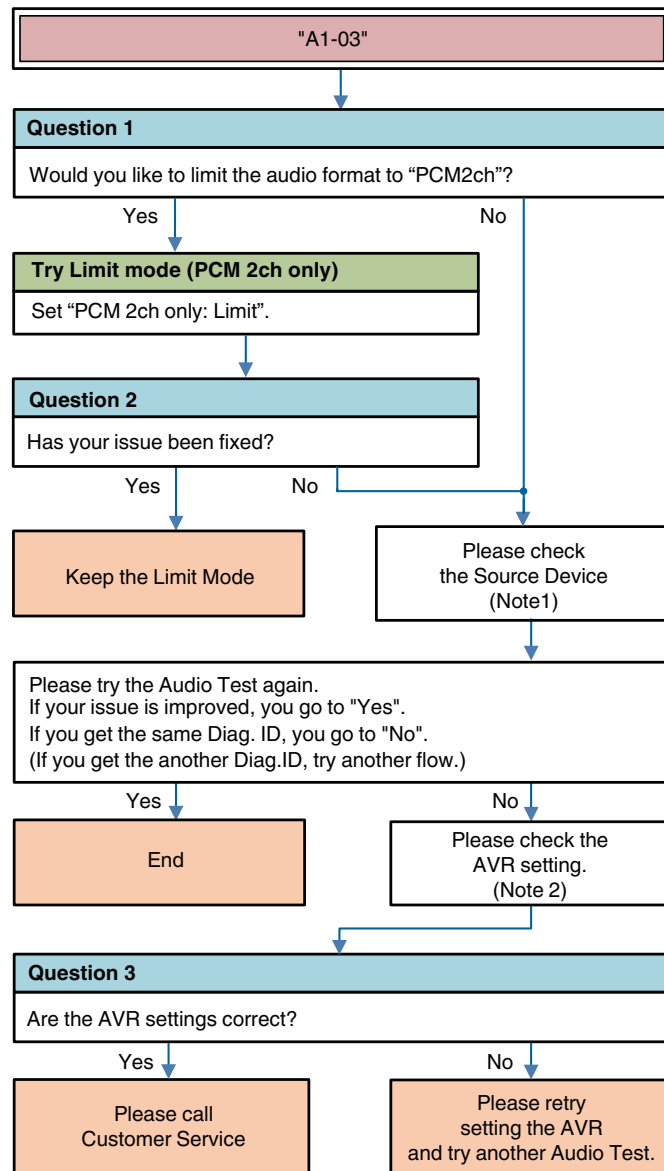 "A1-03"
Question 1
Would you like to limit the audio format to “PCM2ch”?
Yes
No
Try Limit mode (PCM 2ch only)
Set “PCM 2ch only: Limit”.
Question 2
Has your issue been fixed?
Yes
No
Keep the Limit Mode
Please check
the Source Device
(Note1)
Please try the Audio Test again.
If your issue is improved, you go to "Yes".
If you get the same Diag. ID, you go to "No".
(If you get the another Diag.ID, try another flow.)
Yes
No
End
Please check the
AVR setting.
(Note 2)
Question 3
Are the AVR settings correct?
Yes
No
Please call
Customer Service
Please retry
setting the AVR
and try another Audio Test.